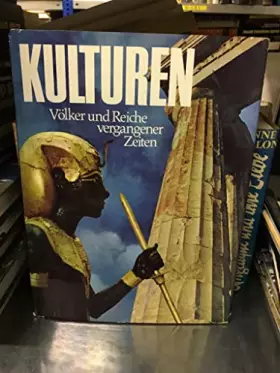 KULTUREN
Völker und Reiche
vergangener
Zeiten